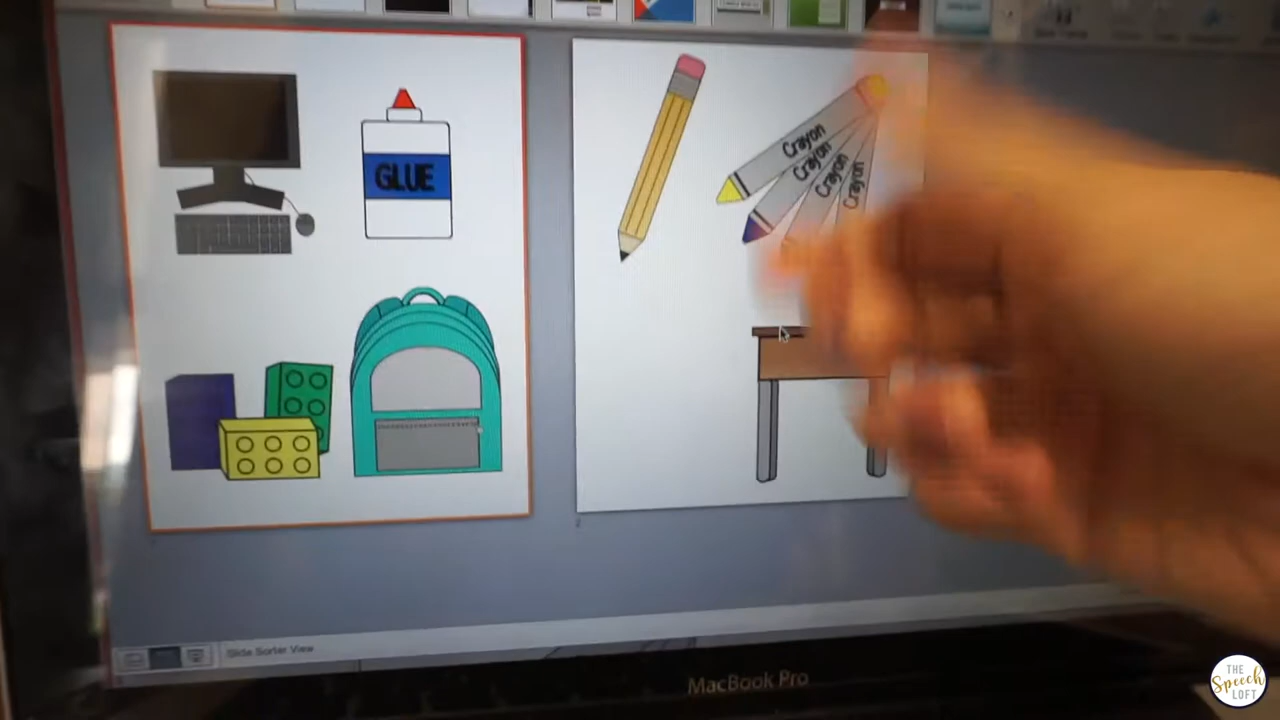 GLUE
Crayon
Crayon
Crayon
Crayon
Slide Sorter View
MacBook Pro
THE
Speech
LOFT